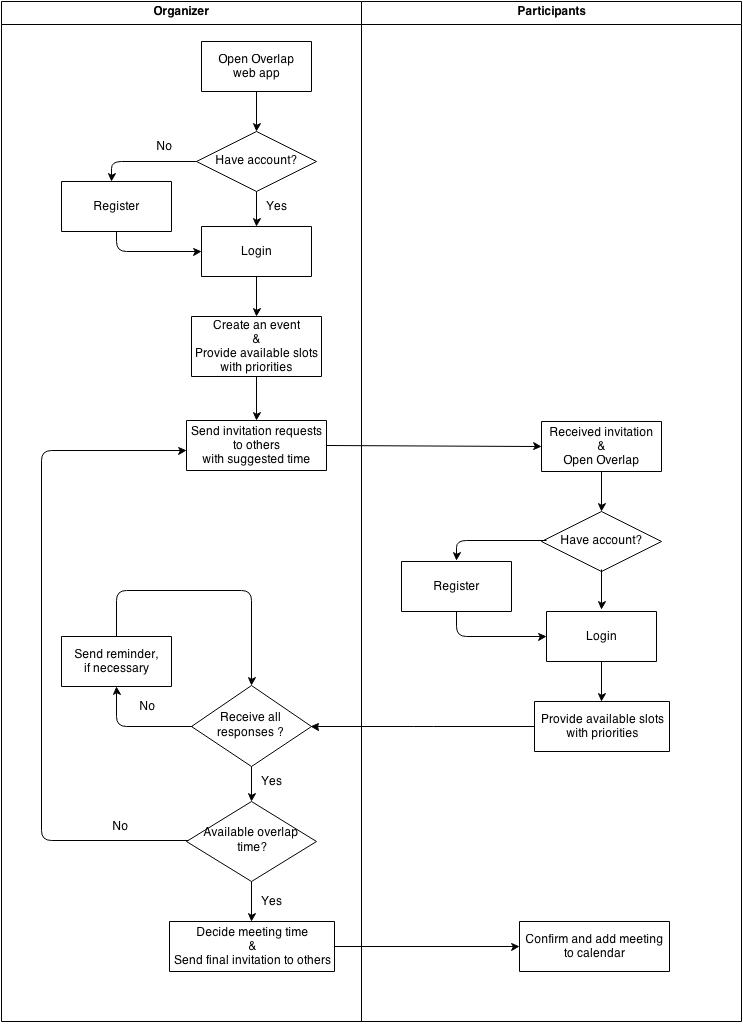 Organizer
Participants
Open Overlap
web app
Have account?
No
Yes
Register
Login
Create an event
&
Provide available slots
with priorities
Send invitation requests
to others
with suggested time
Received invitation
&
Open Overlap
Have account?
Register
Login
Provide available slots
with priorities
Send reminder,
if necessary
No
Receive all
responses ?
Yes
No
Available overlap
time?
Yes
Decide meeting time
&
Send final invitation to others
Confirm and add meeting
to calendar